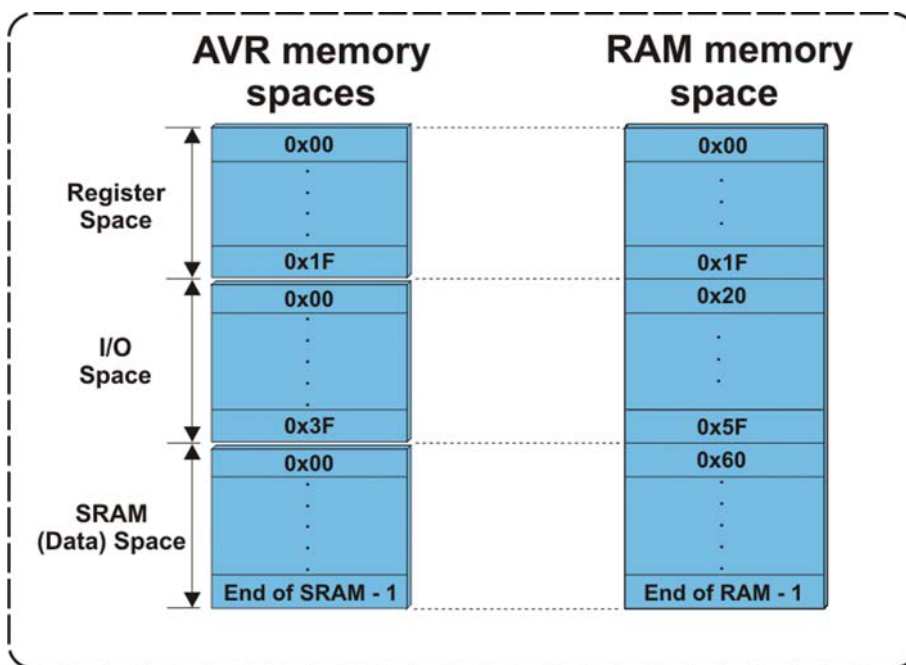 AVR memory
spaces
RAM memory
space
Register
Space
0x00
0x1F
0x00
0x1F
I/O
Space
0x00
0x3F
0x20
0x5F
SRAM
(Data) Space
0x00
End of SRAM - 1
0x60
End of RAM - 1